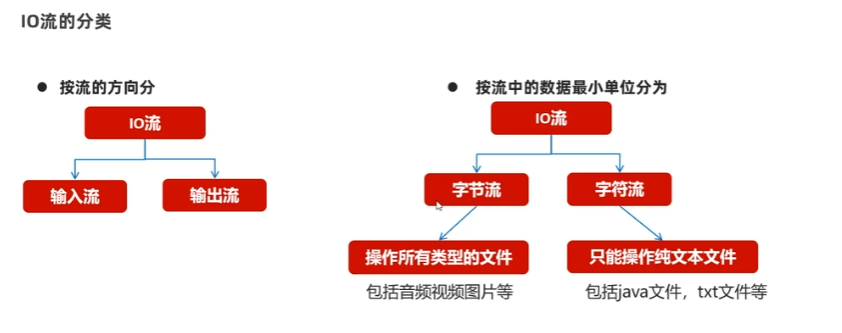 IO流的分类
● 按流的方向分
IO流
输入流
输出流
● 按流中的数据最小单位分为
IO流
字节流
字符流
操作所有类型的文件
只能操作纯文本文件
包括音频视频图片等
包括java文件，txt文件等